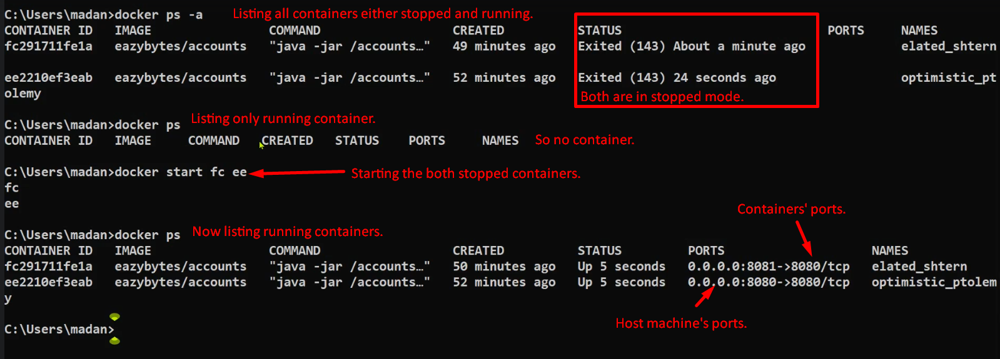 C:\Users\madan>docker ps -a Listing all containers either stopped and running.
CONTAINER ID IMAGE COMMAND CREATED STATUS PORTS NAMES
fc291711fe1a eazybytes/accounts "java -jar /accounts…" 49 minutes ago Exited (143) About a minute ago elated_shtern
ee2210ef3eab eazybytes/accounts "java -jar /accounts…" 52 minutes ago Exited (143) 24 seconds ago optimistic_pt
olemy Both are in stopped mode.
C:\Users\madan>docker ps Listing only running container.
CONTAINER ID IMAGE COMMAND CREATED STATUS PORTS NAMES So no container.
C:\Users\madan>docker start fc ee Starting the both stopped containers.
fc
ee
Containers' ports.
C:\Users\madan>docker ps Now listing running containers.
CONTAINER ID IMAGE COMMAND CREATED STATUS PORTS NAMES
fc291711fe1a eazybytes/accounts "java -jar /accounts…" 50 minutes ago Up 5 seconds 0.0.0.0:8081->8080/tcp elated_shtern
ee2210ef3eab eazybytes/accounts "java -jar /accounts…" 52 minutes ago Up 5 seconds 0.0.0.0:8080->8080/tcp optimistic_ptolem
y
Host machine's ports.
C:\Users\madan>